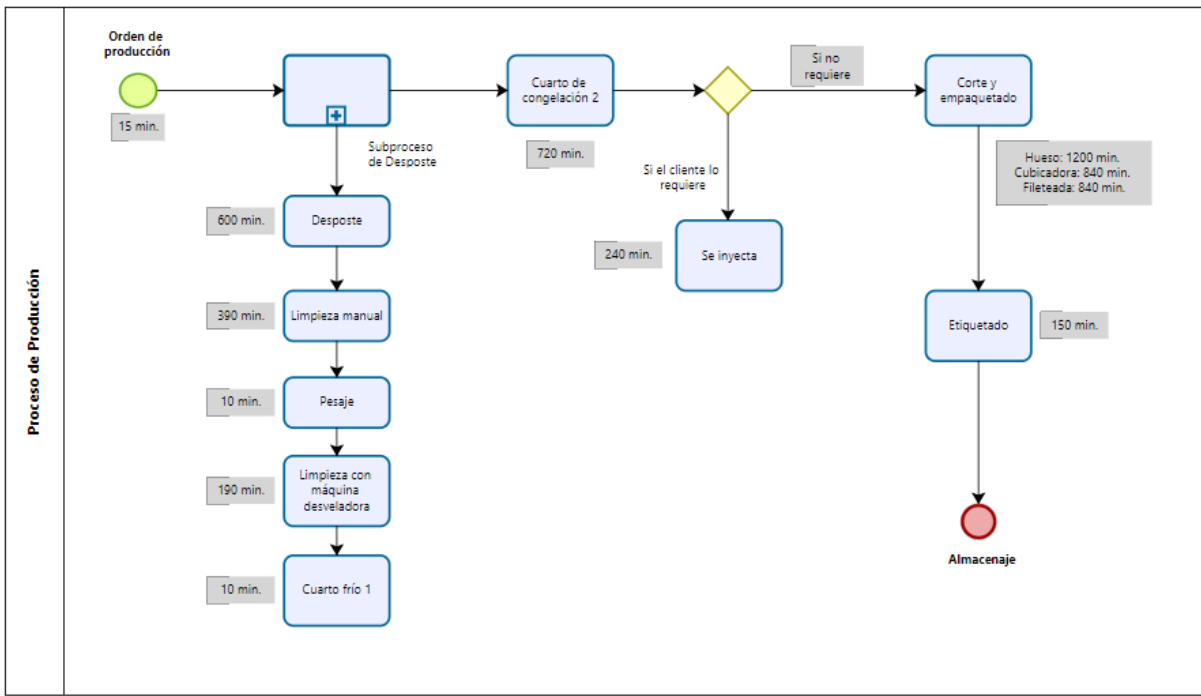 Proceso de Producción
Orden de
producción
15 min.
Subproceso
de Desposte
600 min.
Desposte
390 min.
Limpieza manual
10 min.
Pesaje
190 min.
Limpieza con
máquina
desveladora
10 min.
Cuarto frío 1
Cuarto de
congelación 2
720 min.
Si el cliente lo
requiere
240 min.
Se inyecta
Si no
requiere
Corte y
empaquetado
Hueso: 1200 min.
Cubicadora: 840 min.
Fileteada: 840 min.
Etiquetado
150 min.
Almacenaje